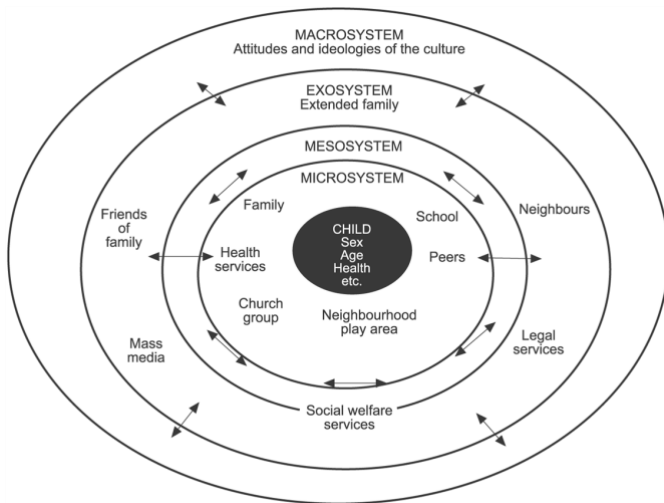 MACROSYSTEM
Attitudes and ideologies of the culture
EXOSYSTEM
Extended family
MESOSYSTEM
MICROSYSTEM
Family
School
CHILD
Sex
Age
Health
etc.
Friends
of
family
Neighbours
Health
services
Peers
Church
group
Neighbourhood
play area
Mass
media
Legal
services
Social welfare
services